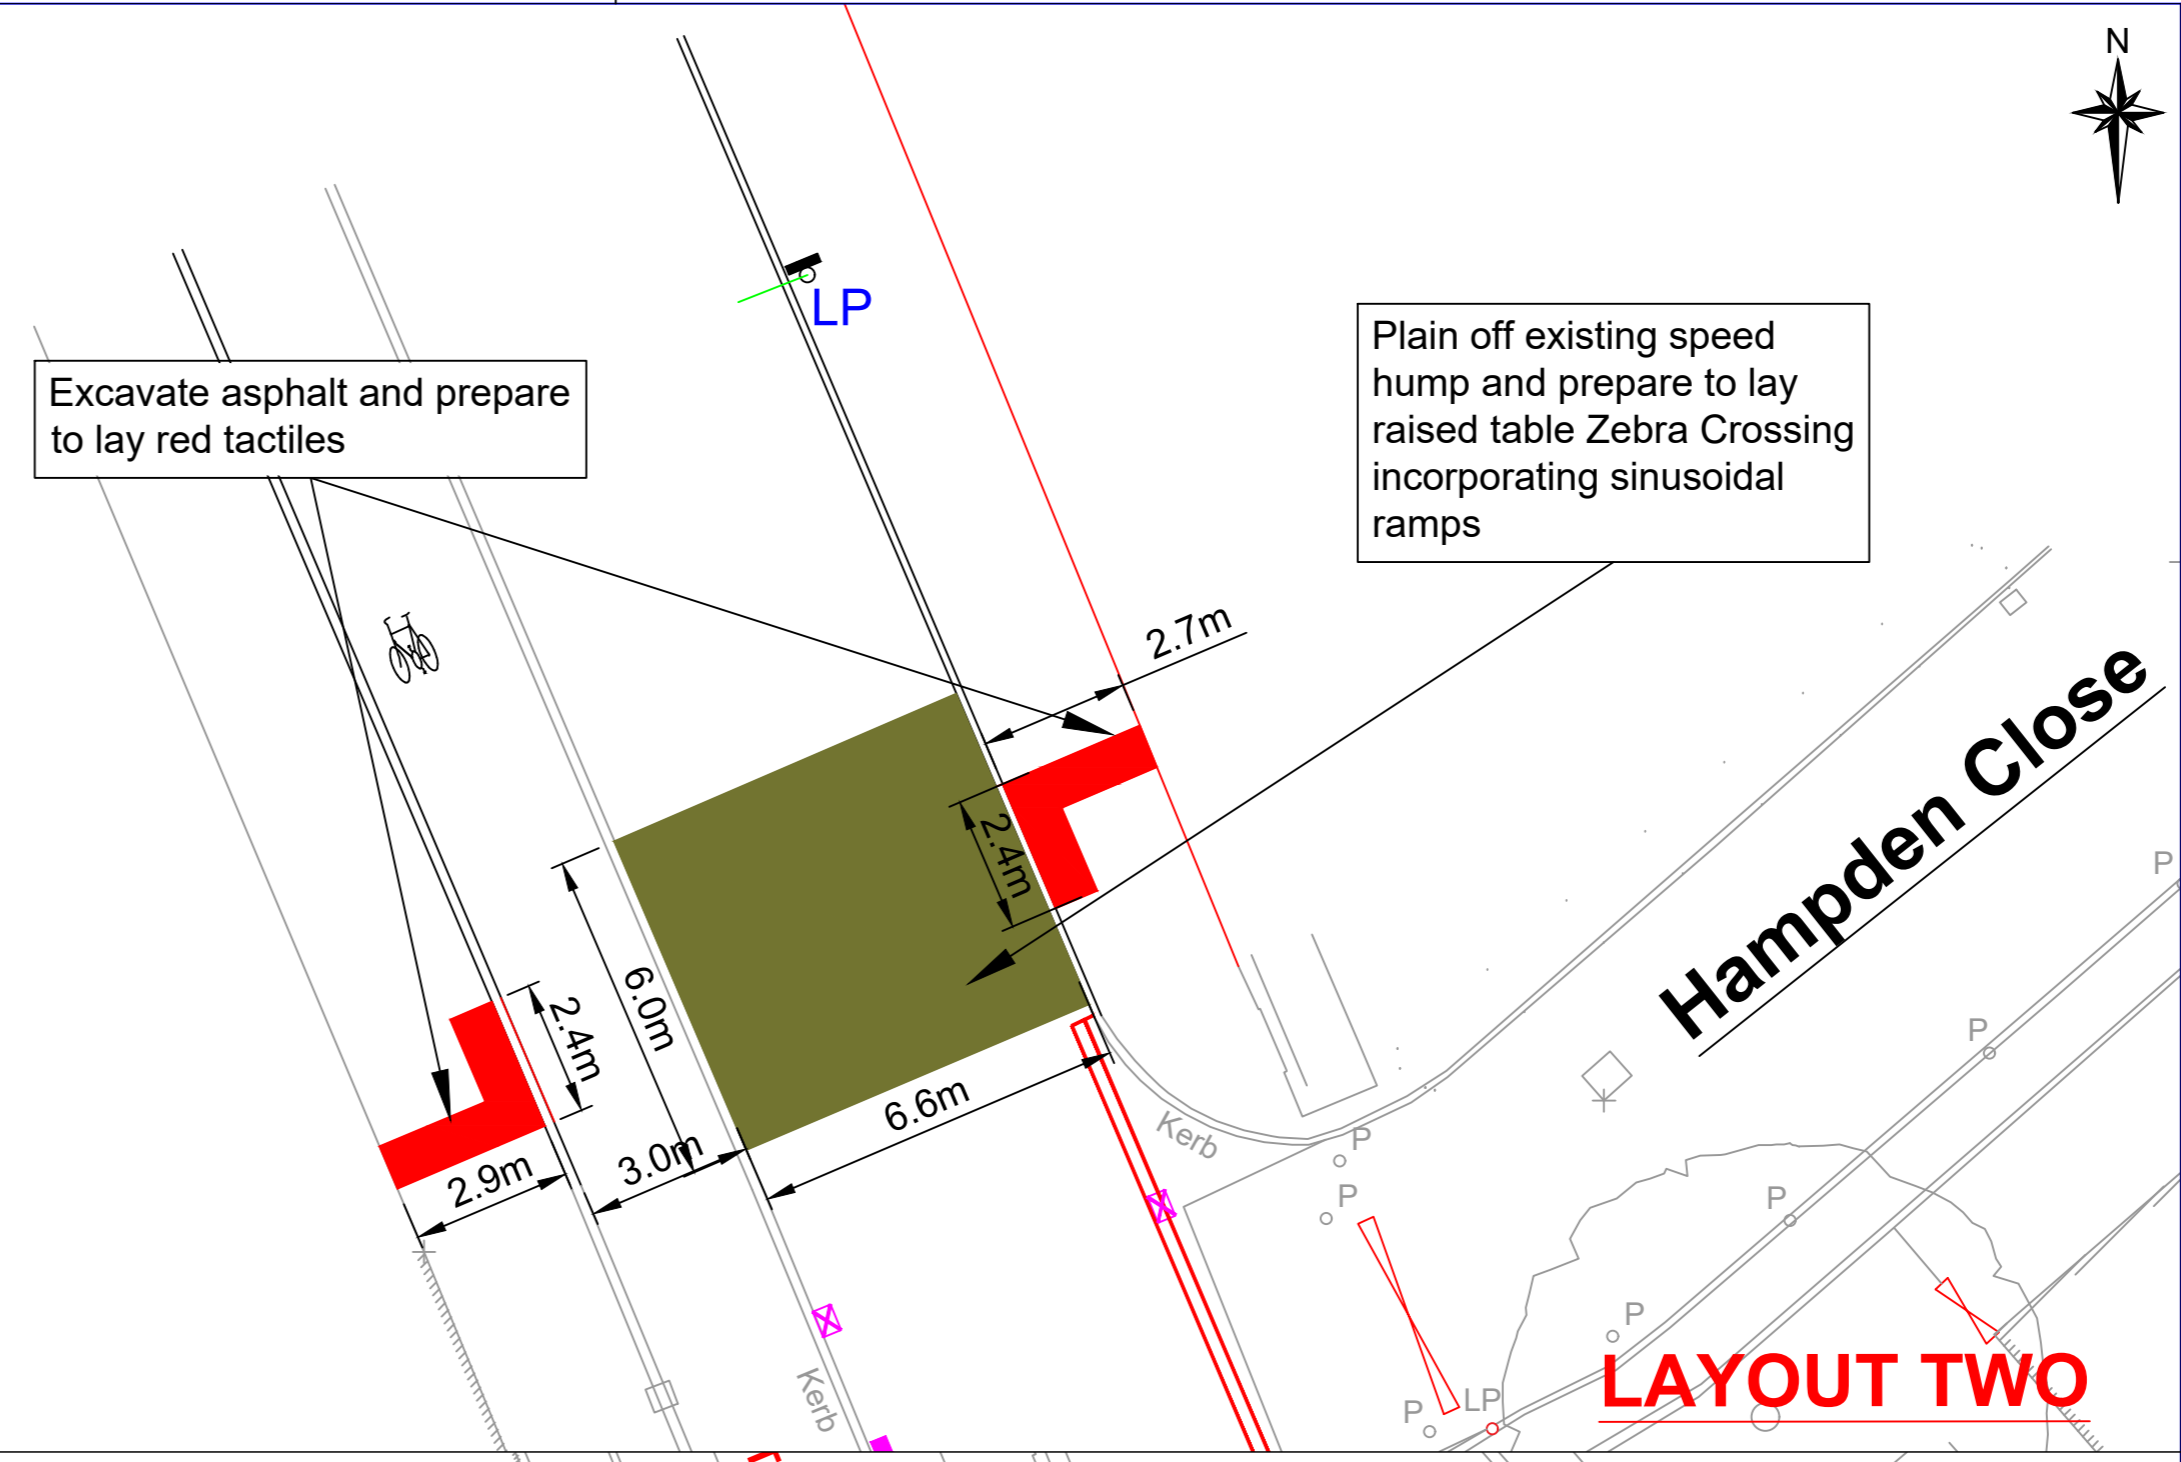 N
LP
Excavate asphalt and prepare
to lay red tactiles
Plain off existing speed
hump and prepare to lay
raised table Zebra Crossing
incorporating sinusoidal
ramps
2.7m
2.4m
Hampden Close
6.0m
2.4m
6.6m
3.0m
2.9m
Kerb
P
P
P
P
P
P
P
LP
Kerb
LAYOUT TWO